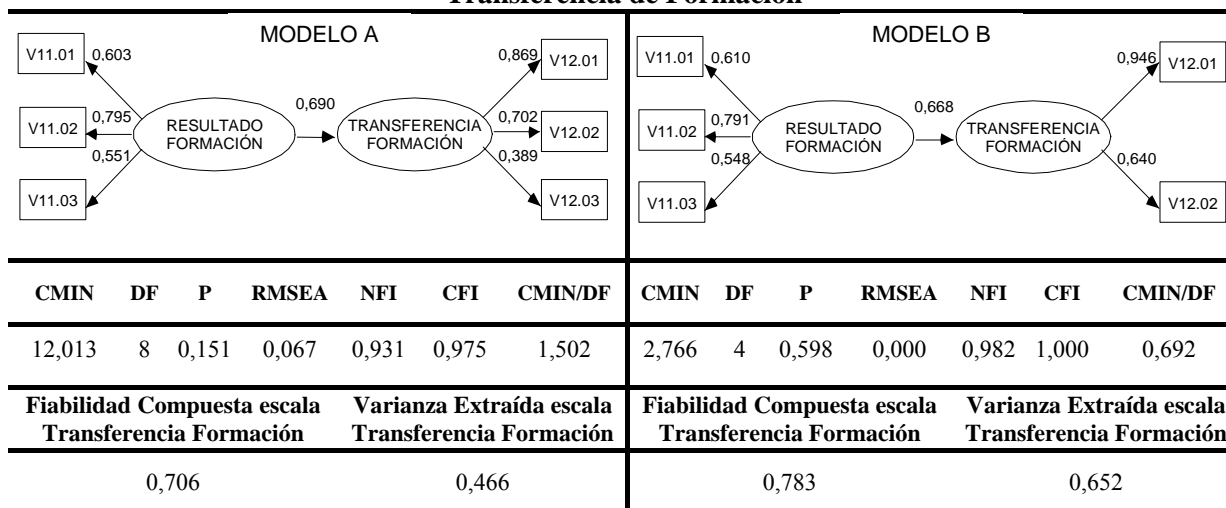 Transferencia de Formación
MODELO A
V11.01 0,603
0,869 V12.01
0,690
V11.02 0,795
RESULTADO
FORMACIÓN
TRANSFERENCIA
FORMACIÓN
0,702 V12.02
0,551
0,389
V11.03
V12.03
MODELO B
V11.01 0,610
0,946 V12.01
0,668
V11.02 0,791
RESULTADO
FORMACIÓN
TRANSFERENCIA
FORMACIÓN
0,548
0,640
V11.03
V12.02
CMIN DF P RMSEA NFI CFI CMIN/DF CMIN DF P RMSEA NFI CFI CMIN/DF
12,013 8 0,151 0,067 0,931 0,975 1,502 2,766 4 0,598 0,000 0,982 1,000 0,692
Fiabilidad Compuesta escala Varianza Extraída escala Fiabilidad Compuesta escala Varianza Extraída escala
Transferencia Formación Transferencia Formación Transferencia Formación Transferencia Formación
0,706 0,466 0,783 0,652